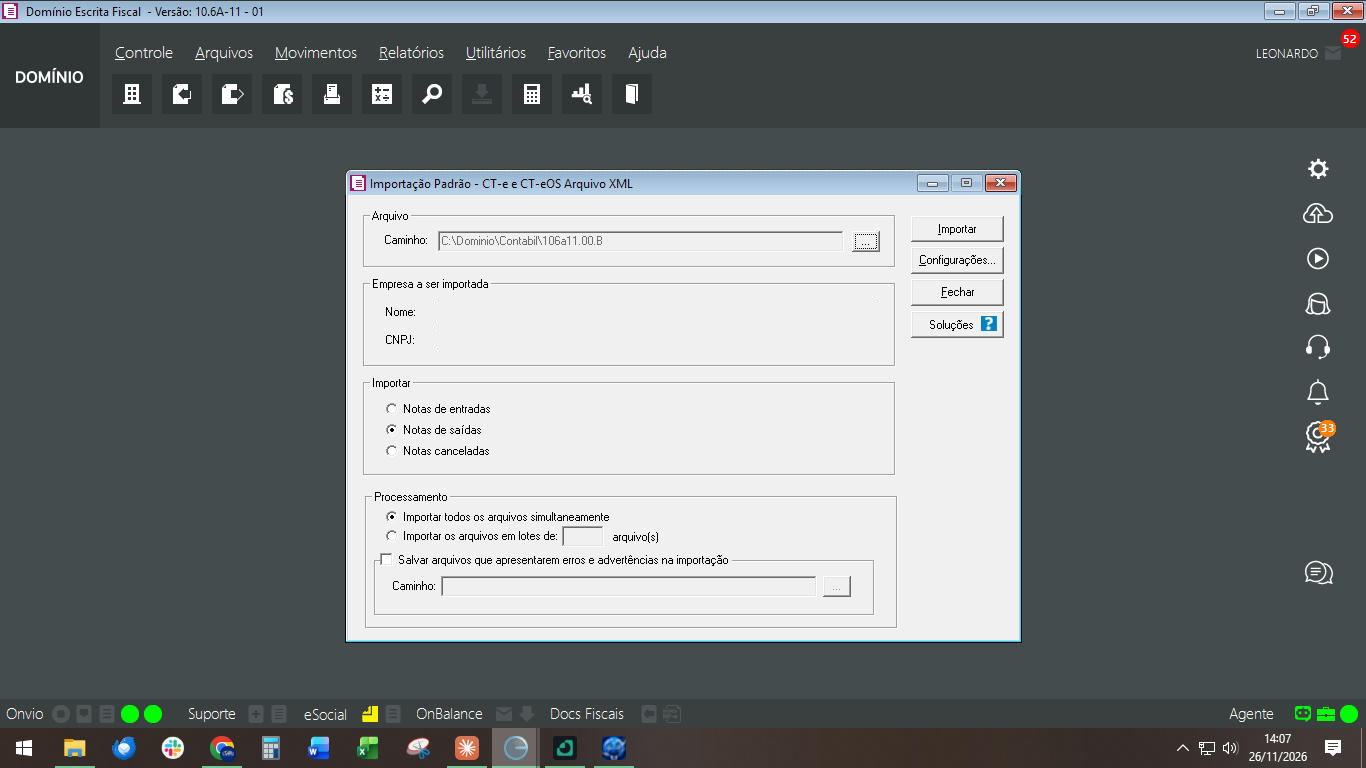 Domínio Escrita Fiscal - Versão: 10.6A-11 - 01
DOMÍNIO
Controle Arquivos Movimentos Relatórios Utilitários Favoritos Ajuda
LEONARDO
52
Importação Padrão - CT-e e CT-eOS Arquivo XML
Arquivo
Caminho: C:\Dominio\Contabil\106a11.00.B ...
Importar
Configurações...
Fechar
Soluções ?
Empresa a ser importada
Nome:
CNPJ:
Importar
Notas de entradas
Notas de saídas
Notas canceladas
Processamento
Importar todos os arquivos simultaneamente
Importar os arquivos em lotes de: arquivo(s)
Salvar arquivos que apresentarem erros e advertências na importação
Caminho: ...
33
Onvio Suporte eSocial OnBalance Docs Fiscais Agente
14:07
26/11/2026